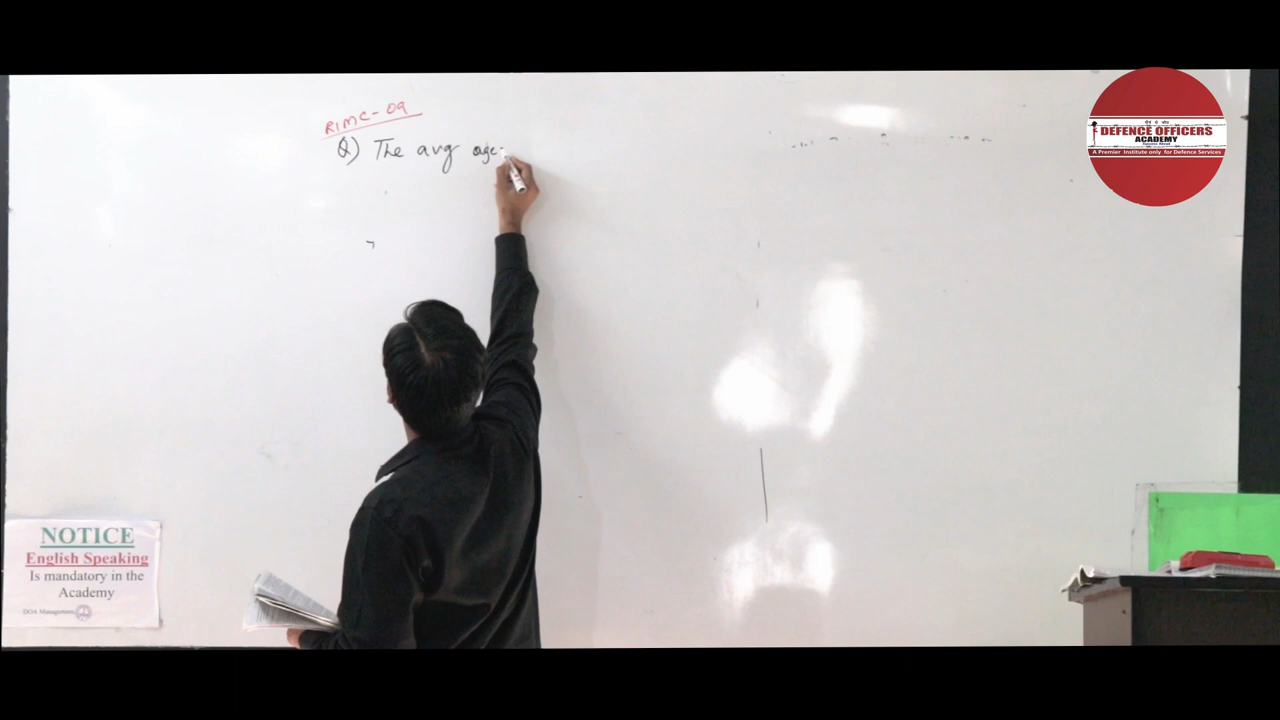 RIMC-09
Q) The avg age
DEFENCE OFFICERS
ACADEMY
A Premier Institute only for Defence Services
NOTICE
English Speaking
Is mandatory in the
Academy
DOA Management